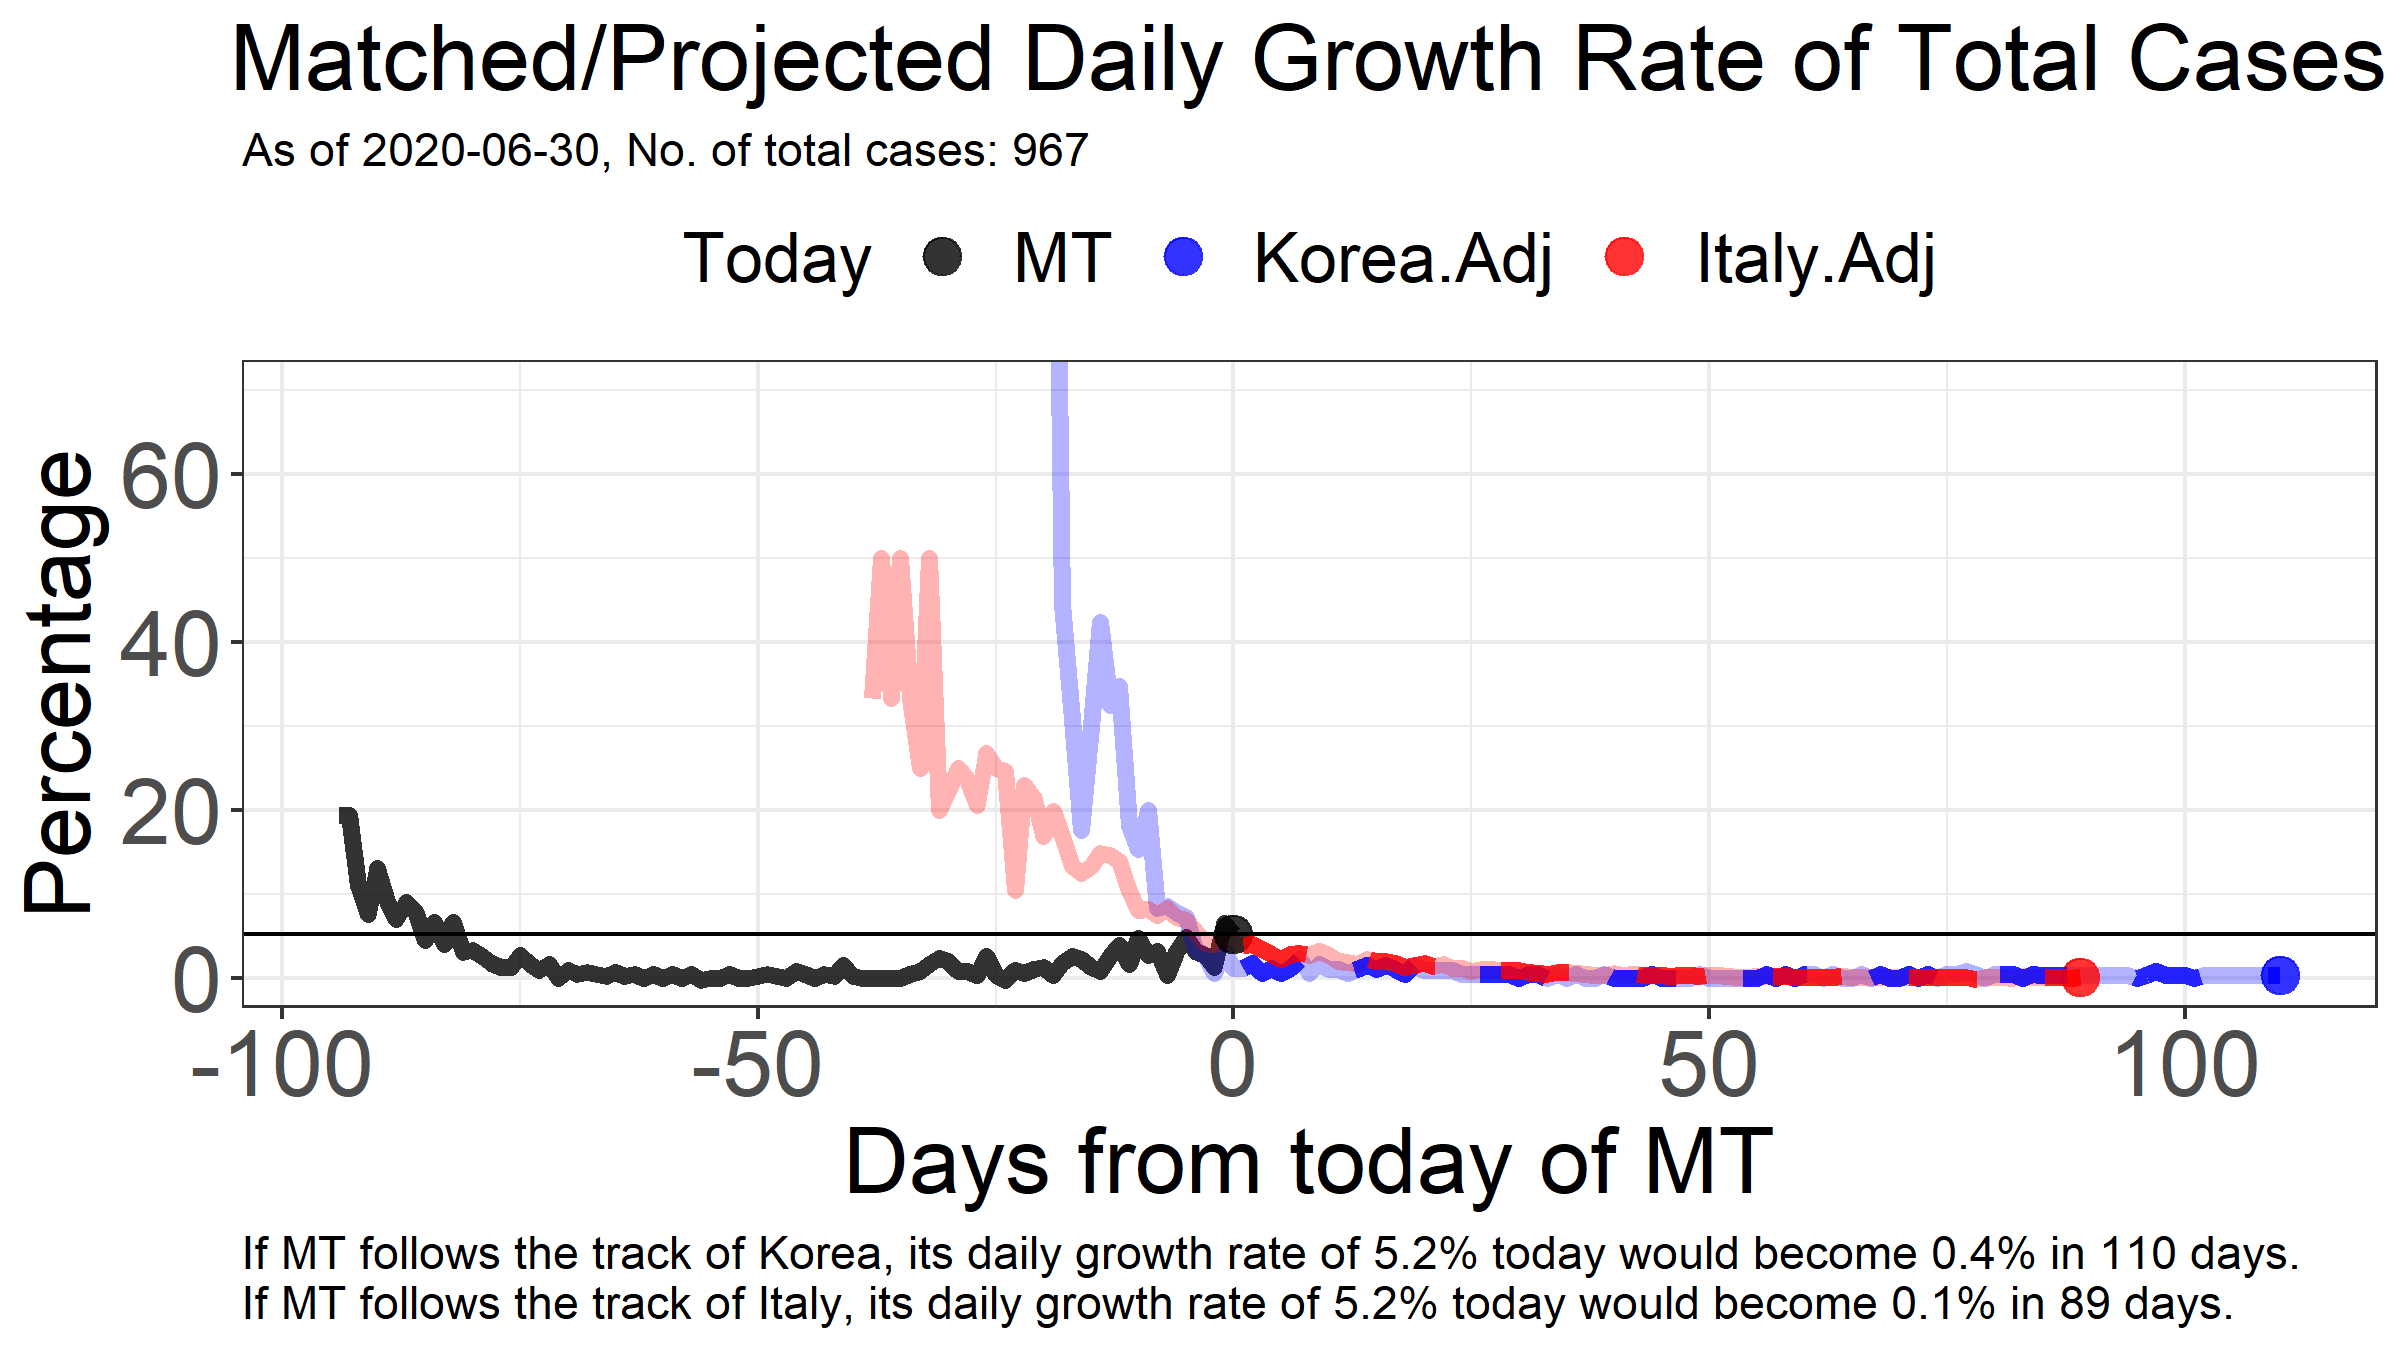 Matched/Projected Daily Growth Rate of Total Cases
As of 2020-06-30, No. of total cases: 967
Today MT Korea.Adj Italy.Adj
Percentage
60
40
20
0
-100 -50 0 50 100
Days from today of MT
If MT follows the track of Korea, its daily growth rate of 5.2% today would become 0.4% in 110 days.
If MT follows the track of Italy, its daily growth rate of 5.2% today would become 0.1% in 89 days.